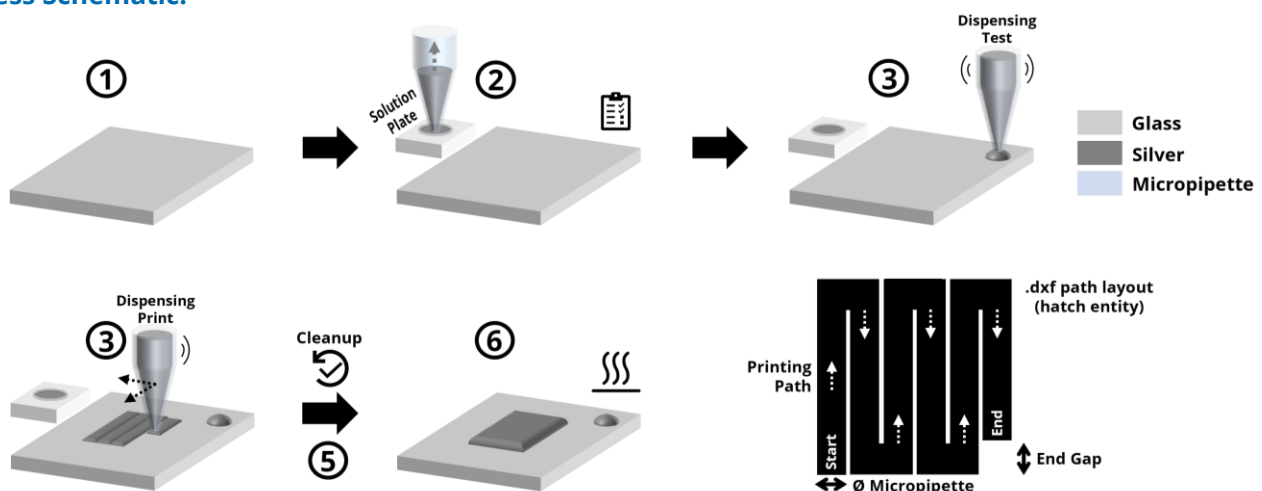 ess Schematic.
1
Solution
Plate
2
Dispensing
Test
3
Glass
Silver
Micropipette
Dispensing
Print
3
Cleanup
5
6
.dxf path layout
(hatch entity)
Printing
Path
Start
End
End Gap
Ø Micropipette